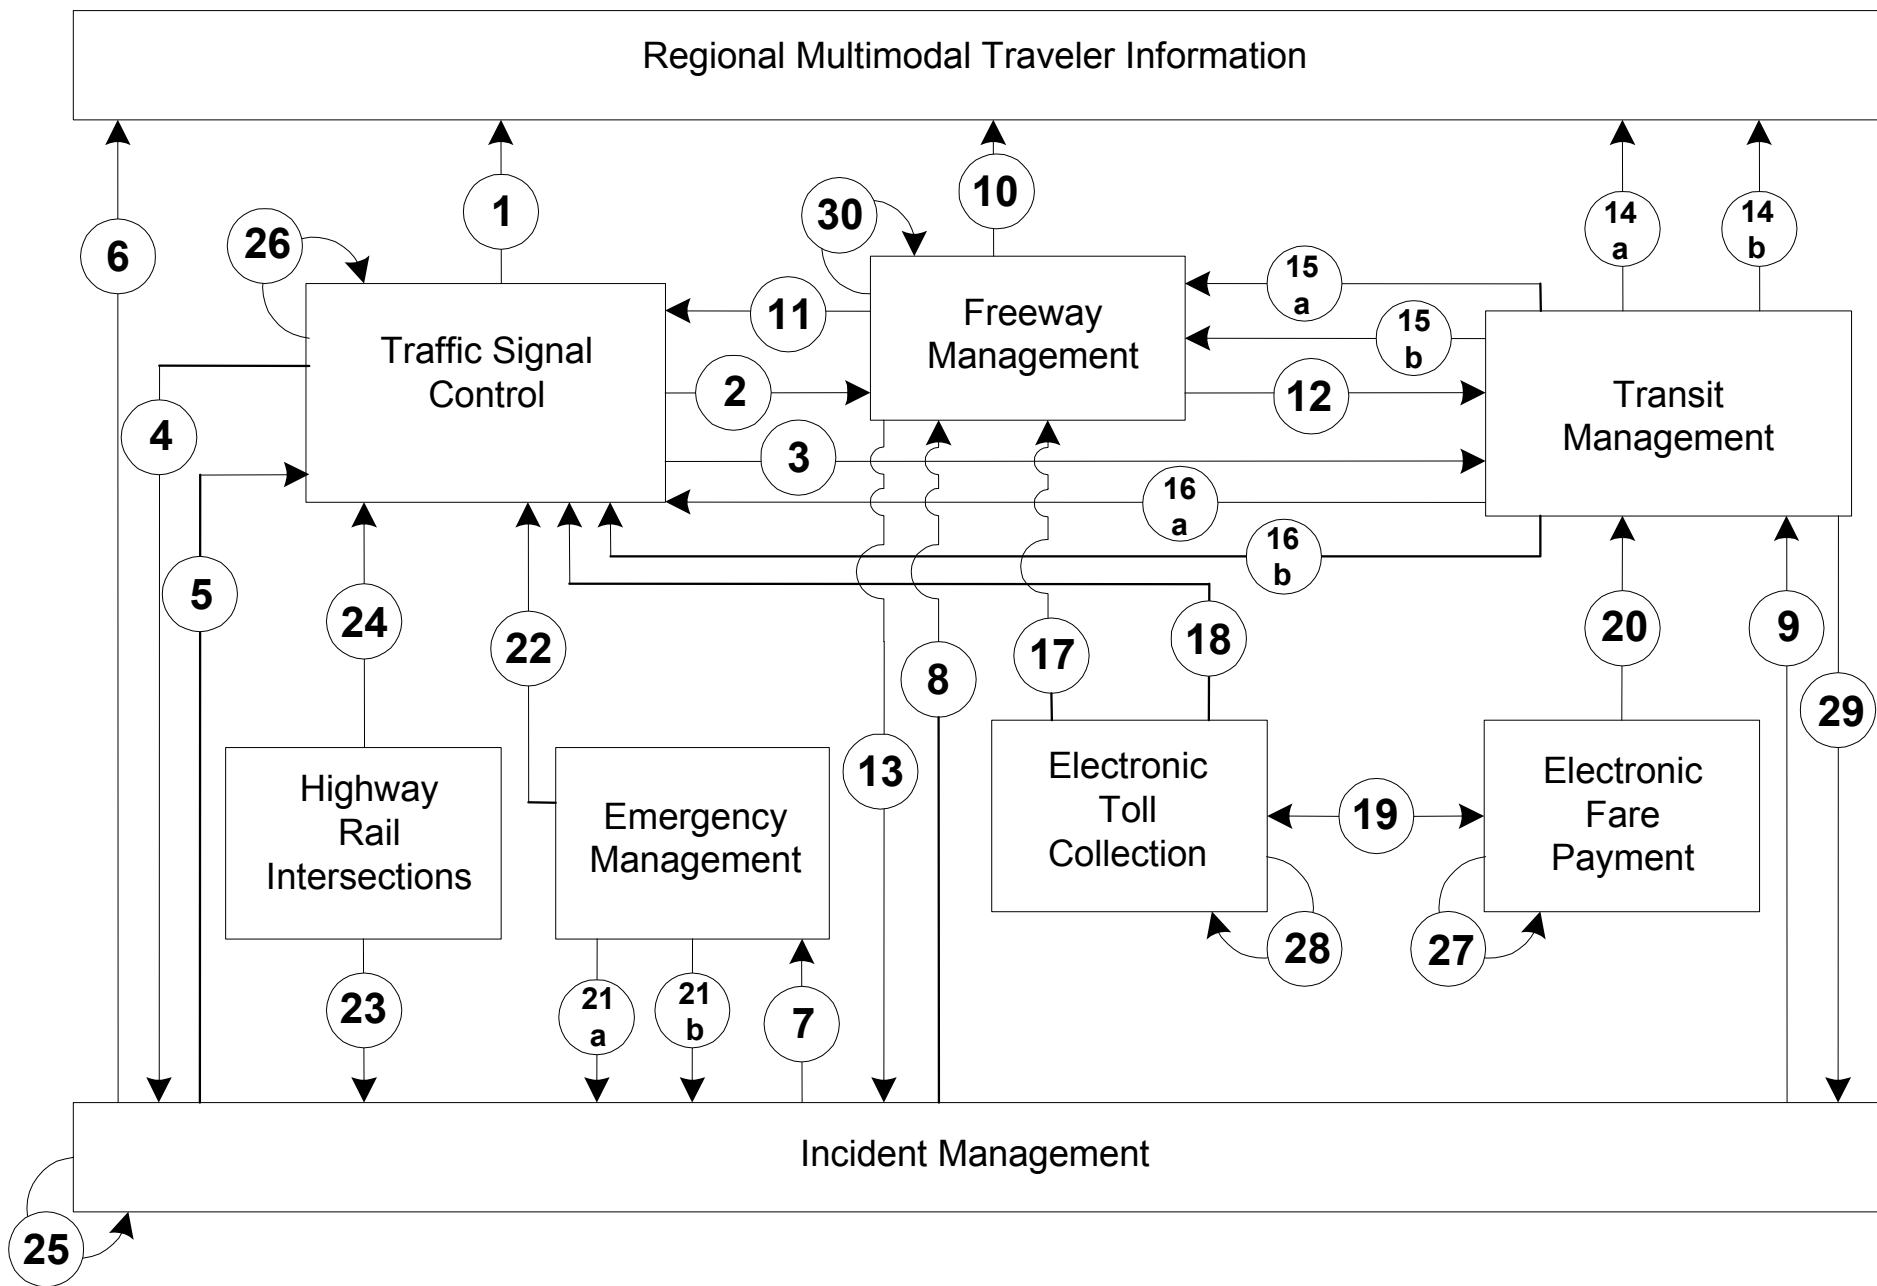 Regional Multimodal Traveler Information
1
10
30
14
a
14
b
26
6
15
a
11
Freeway
Management
15
b
Traffic Signal
Control
2
12
Transit
Management
4
3
16
a
16
b
5
24
22
17
18
20
9
8
29
13
Highway
Rail
Intersections
Emergency
Management
Electronic
Toll
Collection
19
Electronic
Fare
Payment
28
27
23
21
a
21
b
7
Incident Management
25